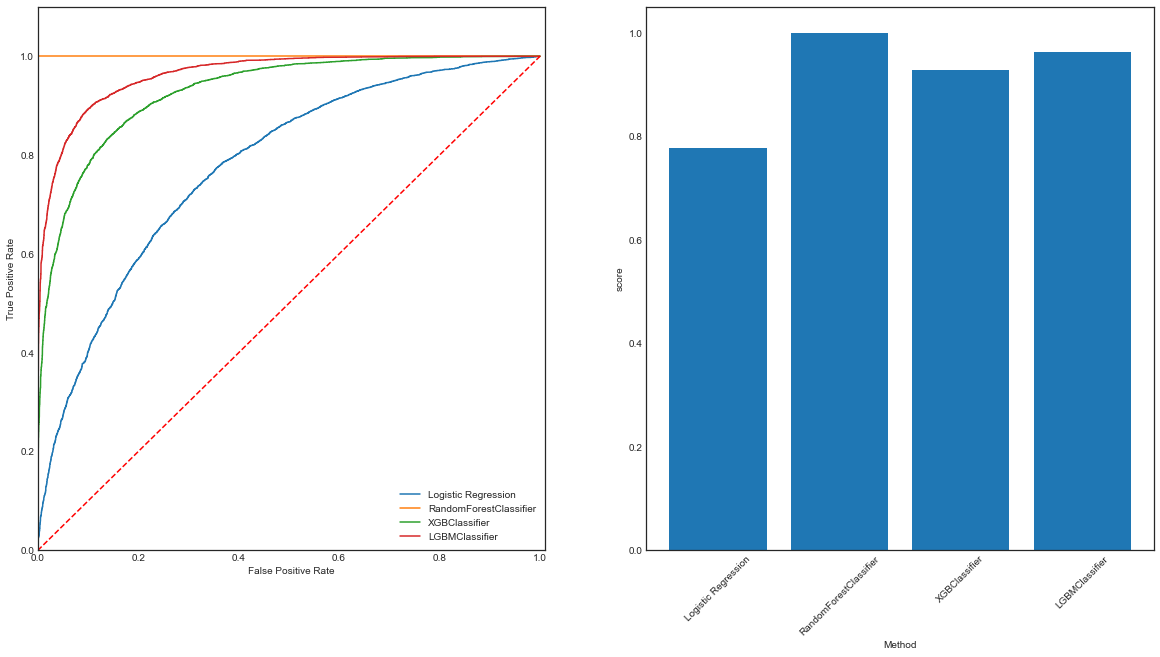 1.0
0.8
0.6
0.4
0.2
0.0
True Positive Rate
0.0 0.2 0.4 0.6 0.8 1.0
False Positive Rate
Logistic Regression
RandomForestClassifier
XGBClassifier
LGBMClassifier
1.0
0.8
0.6
0.4
0.2
0.0
score
Logistic Regression
RandomForestClassifier
XGBClassifier
LGBMClassifier
Method